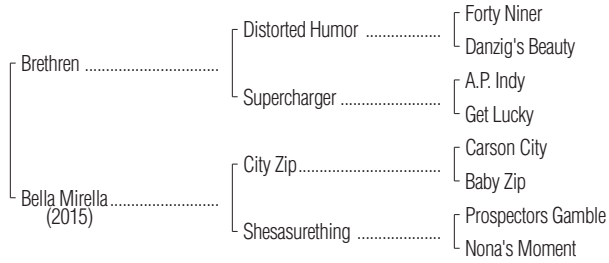 Forty Niner
Distorted Humor ..................
Danzig's Beauty
Brethren ................................
A.P. Indy
Supercharger ........................
Get Lucky
Carson City
City Zip..................................
Baby Zip
Bella Mirella..........................
(2015)
Prospectors Gamble
Shesasurething ....................
Nona's Moment